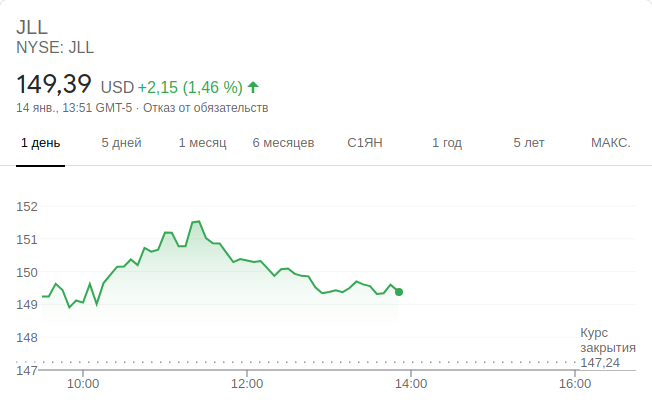 JLL
NYSE: JLL
149,39 USD +2,15 (1,46 %)
14 янв., 13:51 GMT-5 · Отказ от обязательств
1 день 5 дней 1 месяц 6 месяцев С1ЯН 1 год 5 лет МАКС.
152
151
150
149
148
147
Курс
закрытия
147,24
10:00 12:00 14:00 16:00